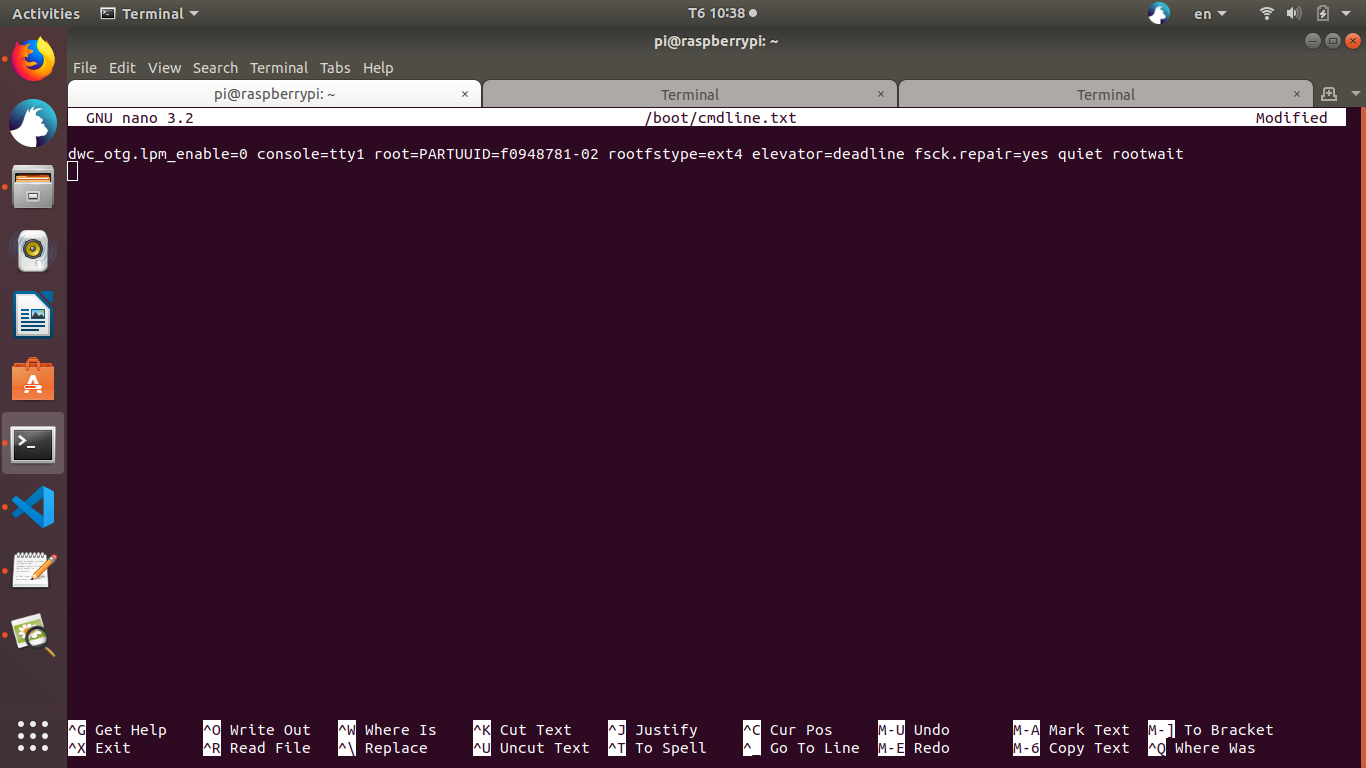 Activities Terminal T6 10:38 en
pi@raspberrypi: ~
File Edit View Search Terminal Tabs Help
pi@raspberrypi: ~ × Terminal × Terminal ×
GNU nano 3.2 /boot/cmdline.txt Modified
dwc_otg.lpm_enable=0 console=tty1 root=PARTUUID=f0948781-02 rootfstype=ext4 elevator=deadline fsck.repair=yes quiet rootwait
^G Get Help ^O Write Out ^W Where Is ^K Cut Text ^J Justify ^C Cur Pos M-U Undo M-A Mark Text M-] To Bracket
^X Exit ^R Read File ^\ Replace ^U Uncut Text ^T To Spell ^_ Go To Line M-E Redo M-6 Copy Text ^Q Where Was